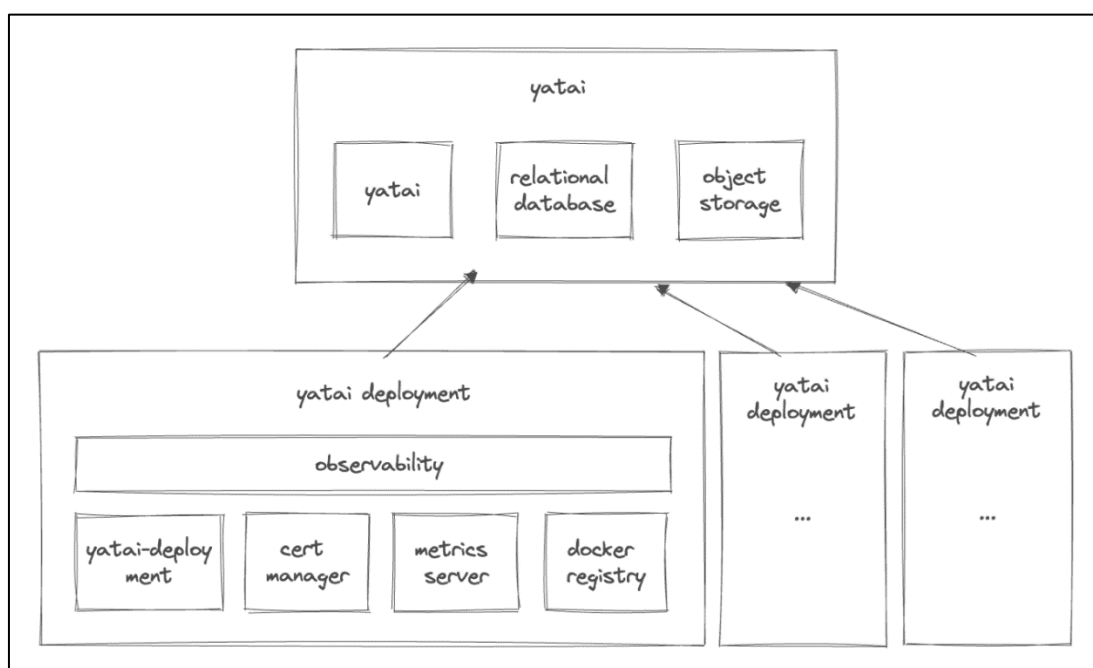 yatai
yatai
relational
database
object
storage
yatai deployment
observability
yatai-deploy
ment
cert
manager
metrics
server
docker
registry
yatai
deployment
...
yatai
deployment
...